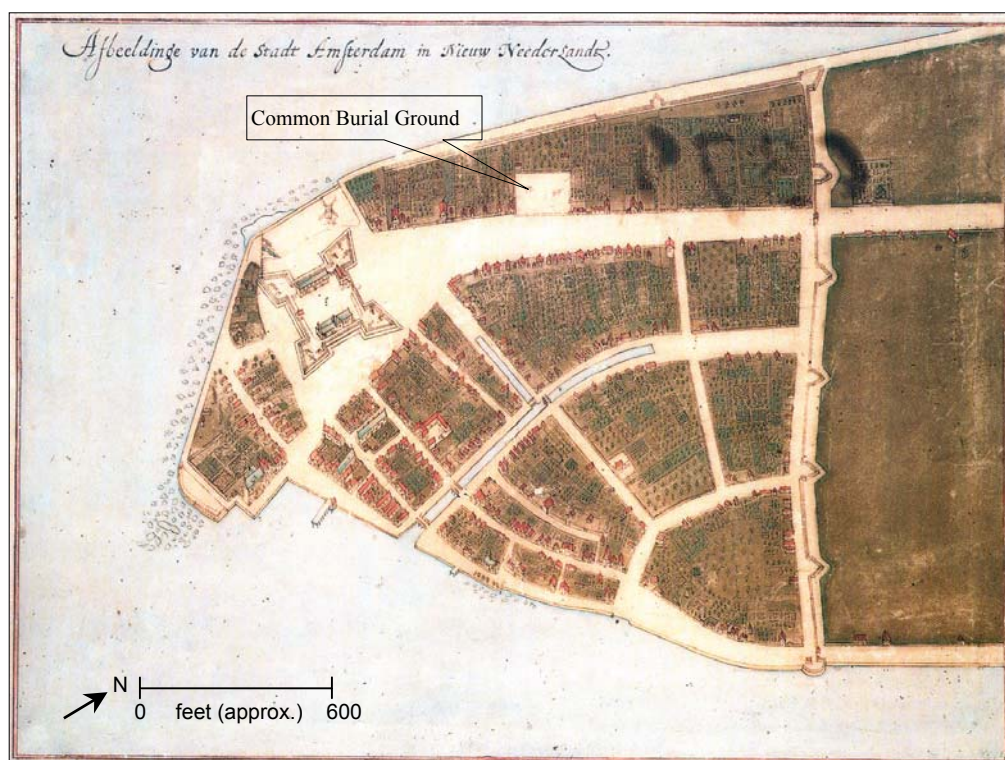 Afbeeldinge van de Stadt Amsterdam in Nieuw Neederlandt.
Common Burial Ground
N
0 feet (approx.) 600